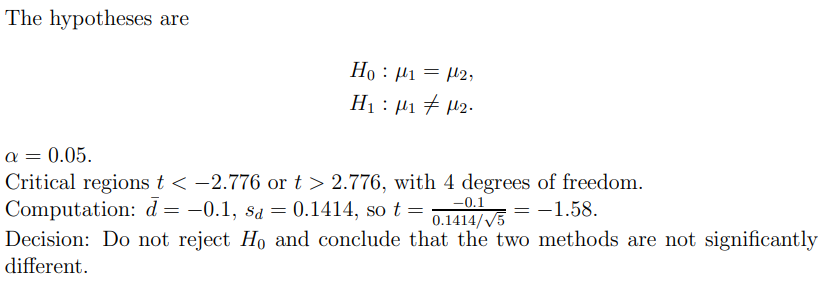 The hypotheses are
H₀ : μ₁ = μ₂,
H₁ : μ₁ ≠ μ₂.
α = 0.05.
Critical regions t < −2.776 or t > 2.776, with 4 degrees of freedom.
Computation: d̄ = −0.1, s_d = 0.1414, so t = −0.1/(0.1414/√5) = −1.58.
Decision: Do not reject H₀ and conclude that the two methods are not significantly
different.